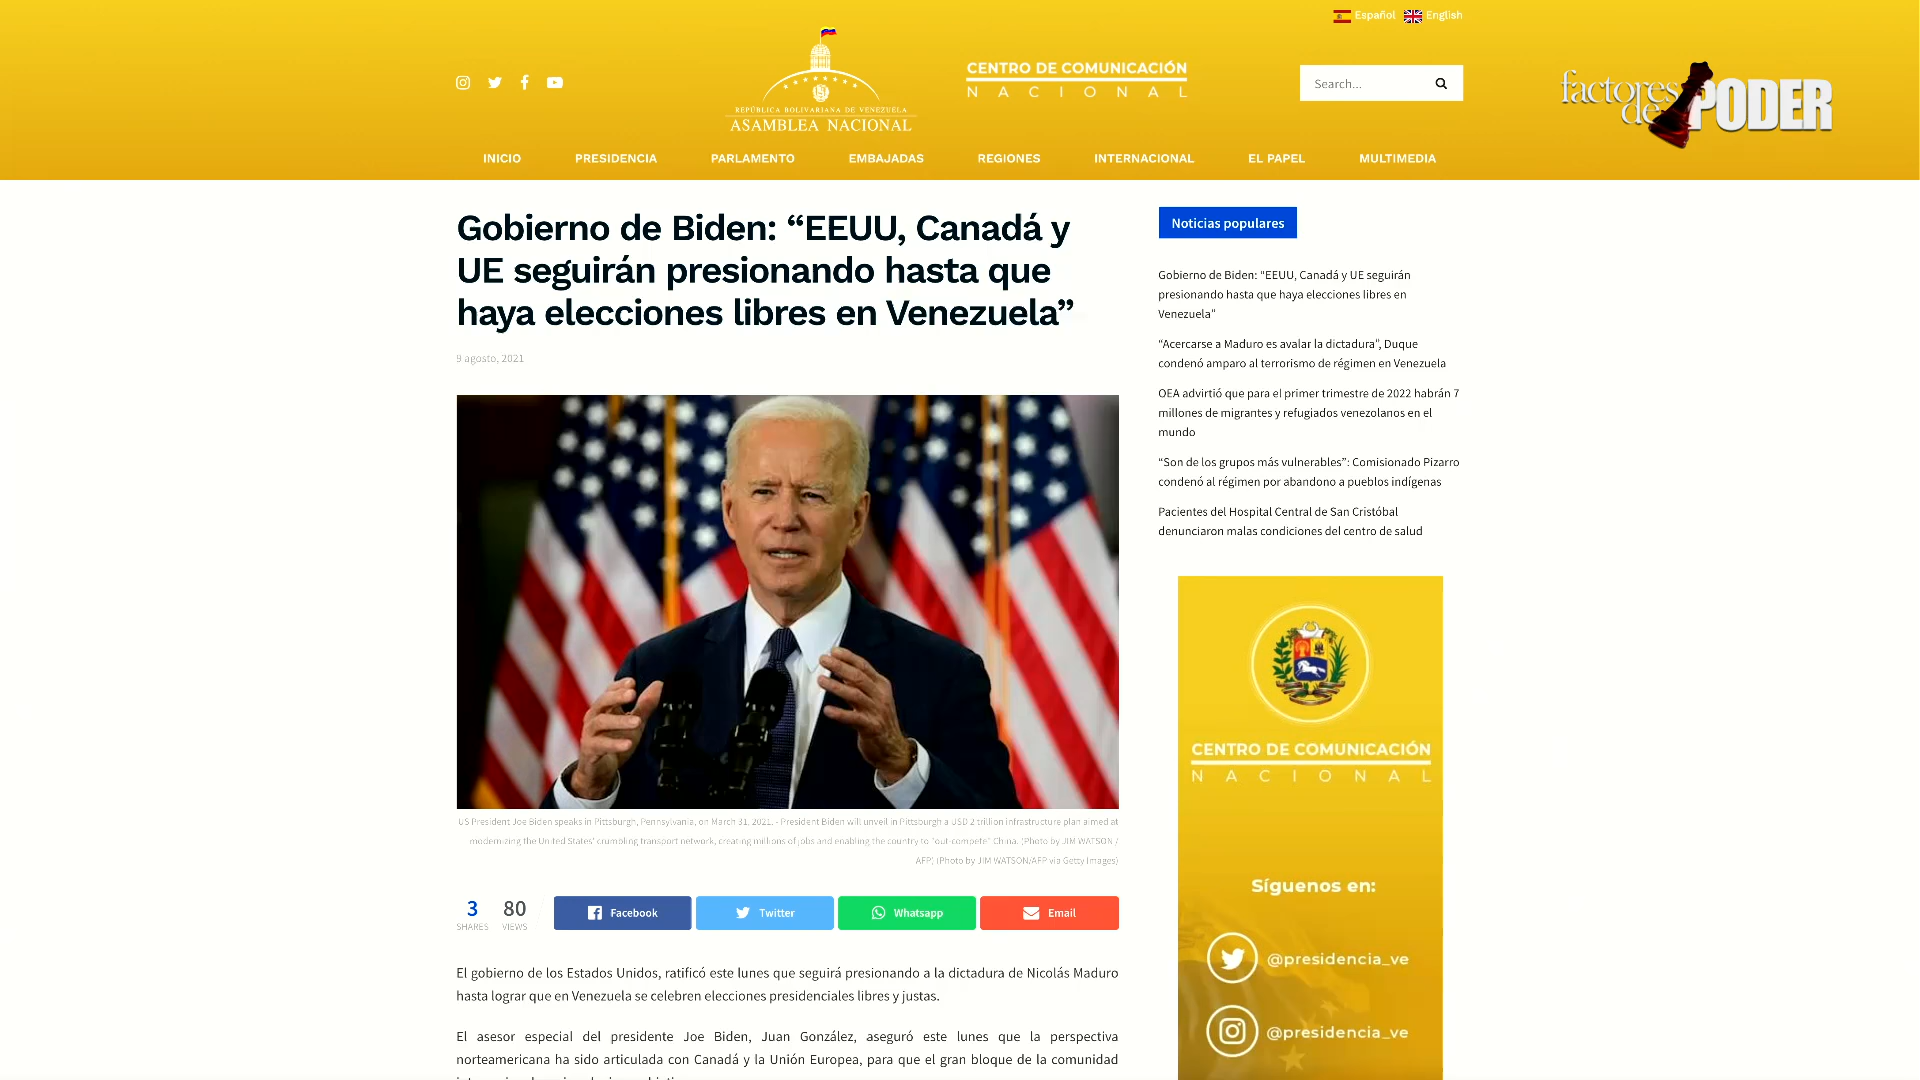 Español English
CENTRO DE COMUNICACIÓN
NACIONAL
Search...
factores de PODER
REPÚBLICA BOLIVARIANA DE VENEZUELA
ASAMBLEA NACIONAL
INICIO PRESIDENCIA PARLAMENTO EMBAJADAS REGIONES INTERNACIONAL EL PAPEL MULTIMEDIA
Gobierno de Biden: “EEUU, Canadá y
UE seguirán presionando hasta que
haya elecciones libres en Venezuela”
9 agosto, 2021
US President Joe Biden speaks in Pittsburgh, Pennsylvania, on March 31, 2021. - President Biden will unveil in Pittsburgh a USD 2 trillion infrastructure plan aimed at
modernizing the United States' crumbling transport network, creating millions of jobs and enabling the country to "out-compete" China. (Photo by JIM WATSON /
AFP) (Photo by JIM WATSON/AFP via Getty Images)
3 80
SHARES VIEWS
Facebook Twitter Whatsapp Email
El gobierno de los Estados Unidos, ratificó este lunes que seguirá presionando a la dictadura de Nicolás Maduro
hasta lograr que en Venezuela se celebren elecciones presidenciales libres y justas.
El asesor especial del presidente Joe Biden, Juan González, aseguró este lunes que la perspectiva
norteamericana ha sido articulada con Canadá y la Unión Europea, para que el gran bloque de la comunidad
Noticias populares
Gobierno de Biden: “EEUU, Canadá y UE seguirán
presionando hasta que haya elecciones libres en
Venezuela”
“Acercarse a Maduro es avalar la dictadura”, Duque
condenó amparo al terrorismo de régimen en Venezuela
OEA advirtió que para el primer trimestre de 2022 habrán 7
millones de migrantes y refugiados venezolanos en el
mundo
“Son de los grupos más vulnerables”: Comisionado Pizarro
condenó al régimen por abandono a pueblos indígenas
Pacientes del Hospital Central de San Cristóbal
denunciaron malas condiciones del centro de salud
CENTRO DE COMUNICACIÓN
NACIONAL
Síguenos en:
@presidencia_ve
@presidencia_ve